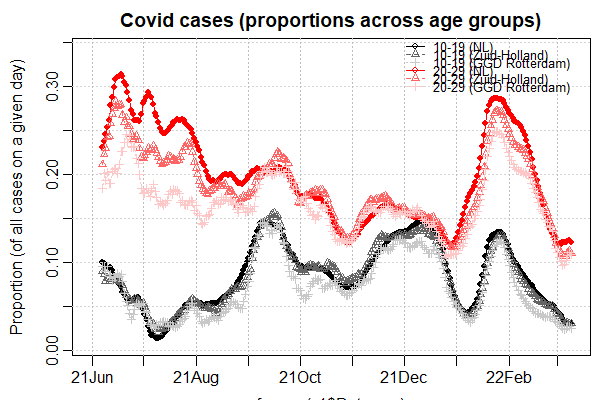 Covid cases (proportions across age groups)
Proportion (of all cases on a given day)
0.30
0.20
0.10
0.00
10-19 (NL)
10-19 (Zuid-Holland)
10-19 (GGD Rotterdam)
20-29 (NL)
20-29 (Zuid-Holland)
20-29 (GGD Rotterdam)
21Jun
21Aug
21Oct
21Dec
22Feb